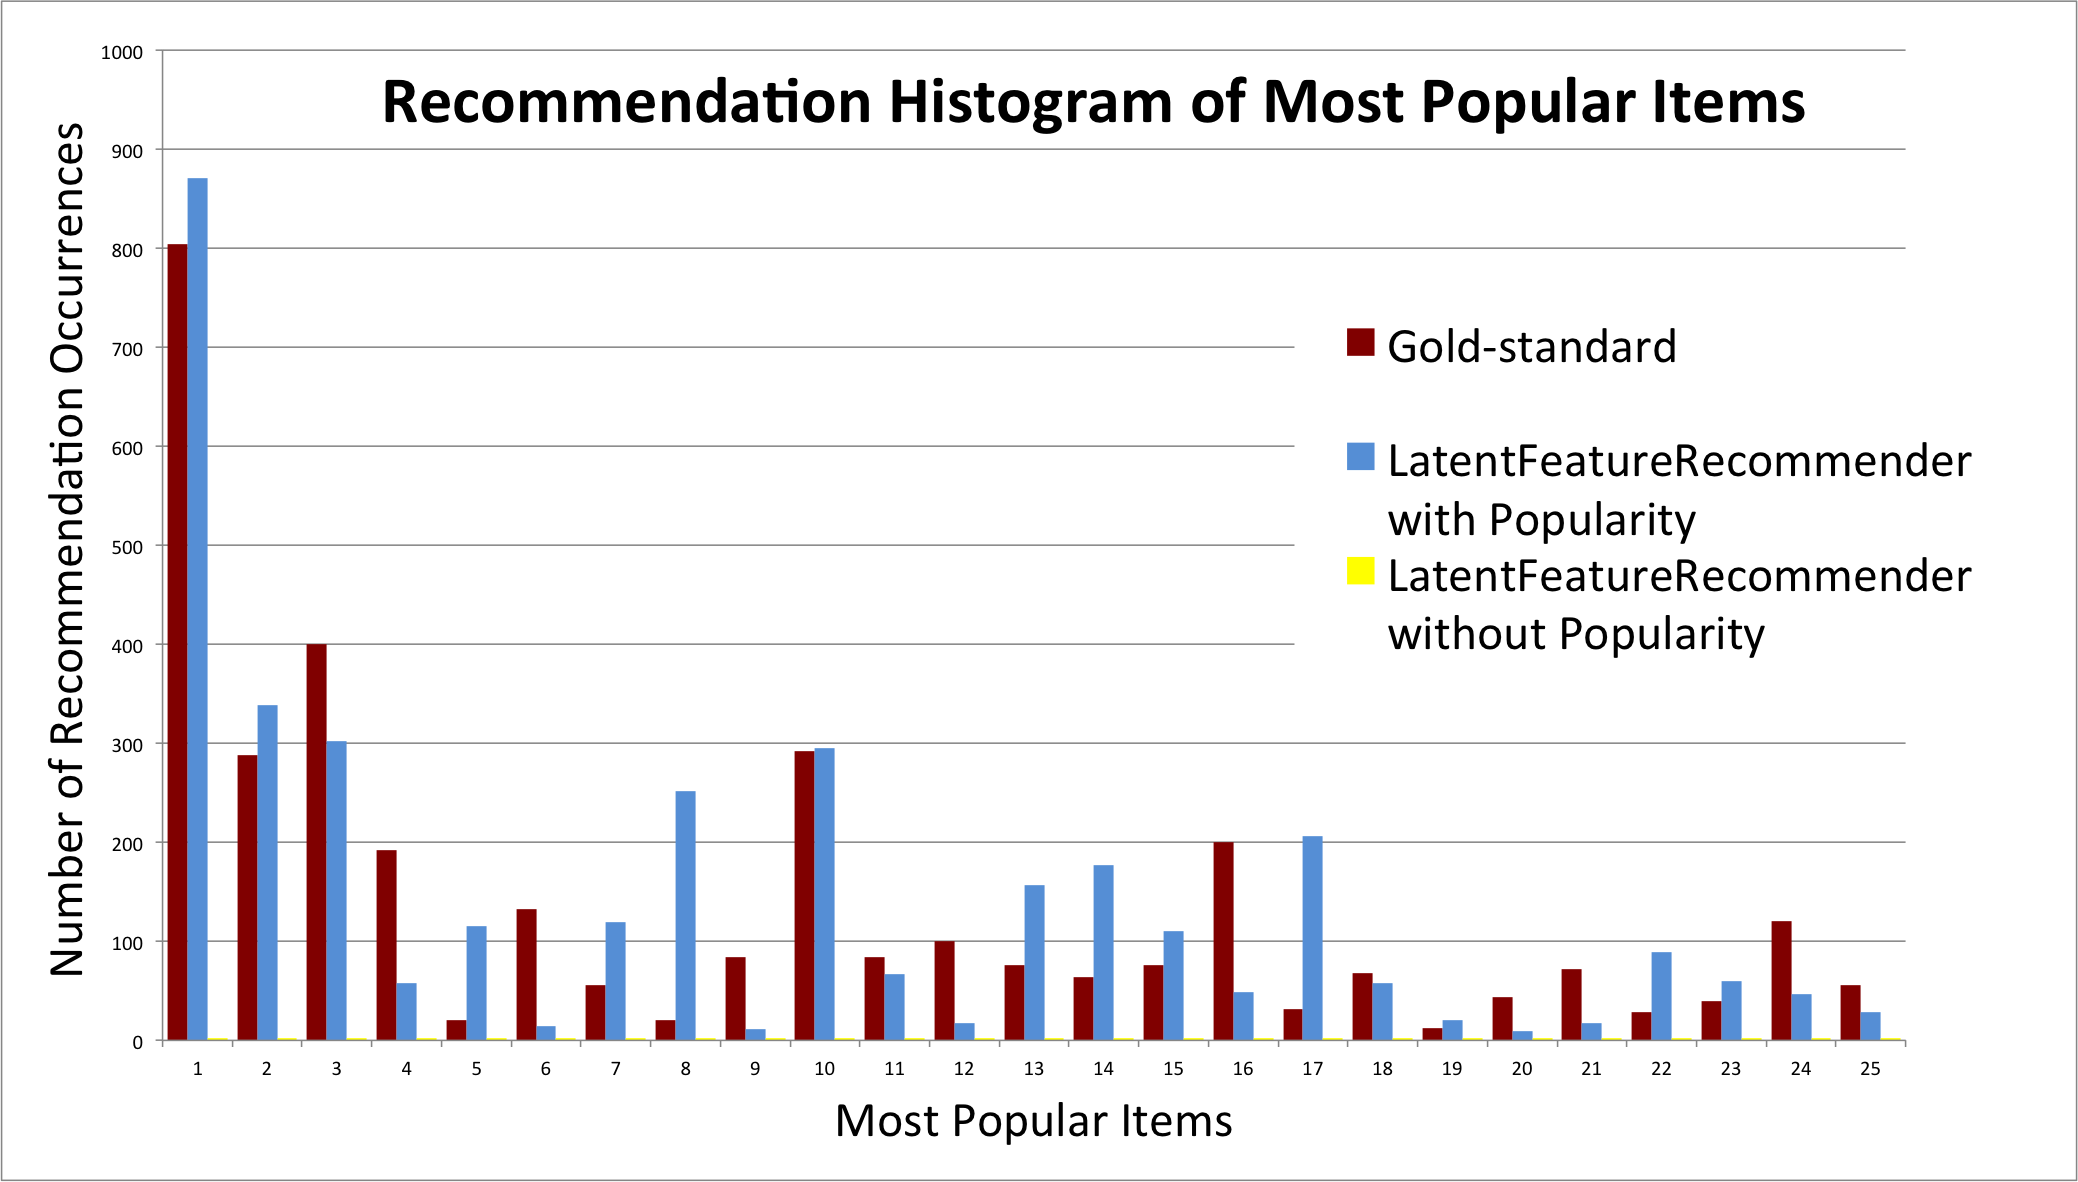 Recommendation Histogram of Most Popular Items
Number of Recommendation Occurrences
1000
900
800
700
600
500
400
300
200
100
0
Gold-standard
LatentFeatureRecommender
with Popularity
LatentFeatureRecommender
without Popularity
1 2 3 4 5 6 7 8 9 10 11 12 13 14 15 16 17 18 19 20 21 22 23 24 25
Most Popular Items